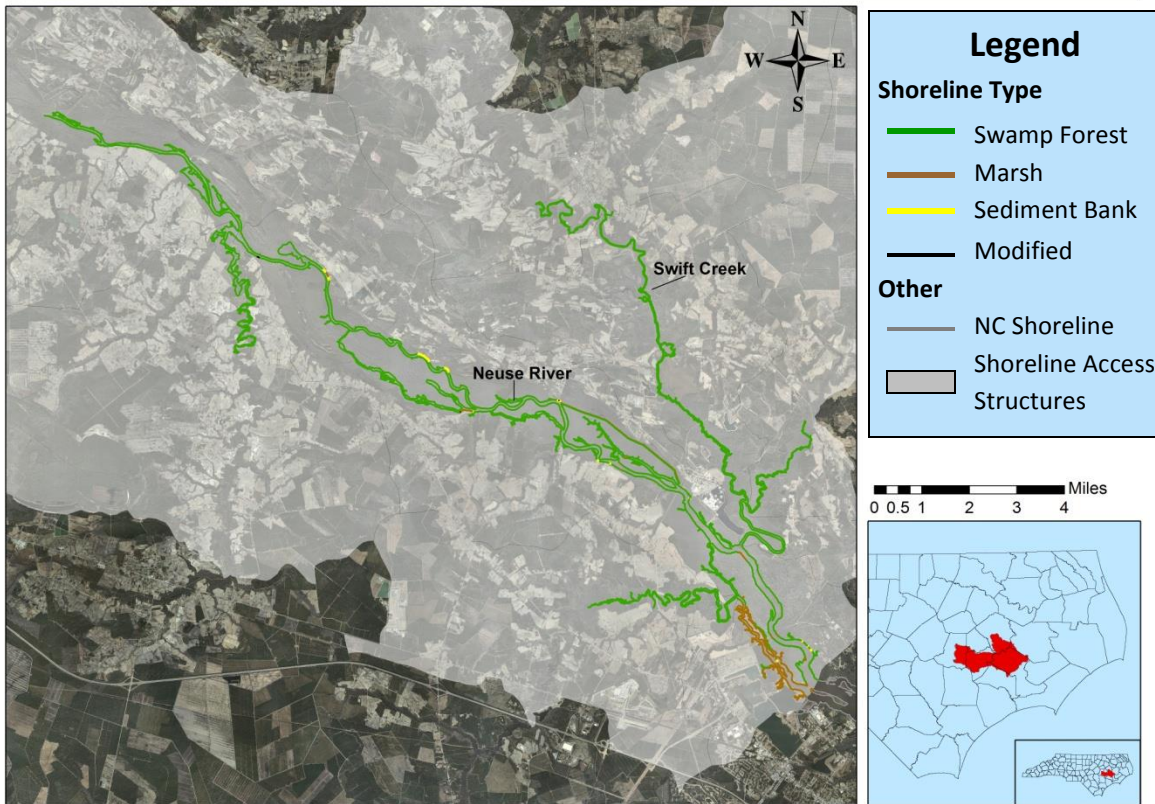 N
W E
S
Swift Creek
Neuse River
Legend
Shoreline Type
Swamp Forest
Marsh
Sediment Bank
Modified
Other
NC Shoreline
Shoreline Access
Structures
Miles
0 0.5 1 2 3 4